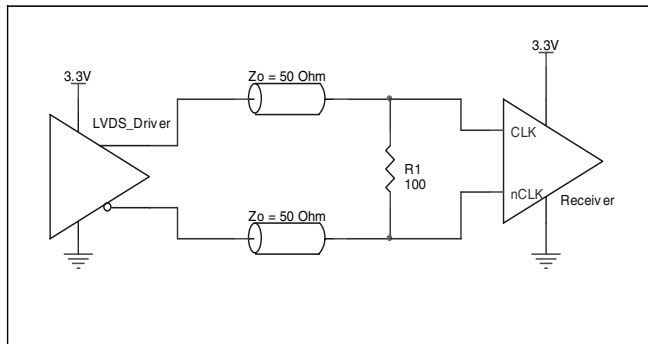 3.3V
LVDS_Driver
Zo = 50 Ohm
Zo = 50 Ohm
R1
100
3.3V
CLK
nCLK
Receiver